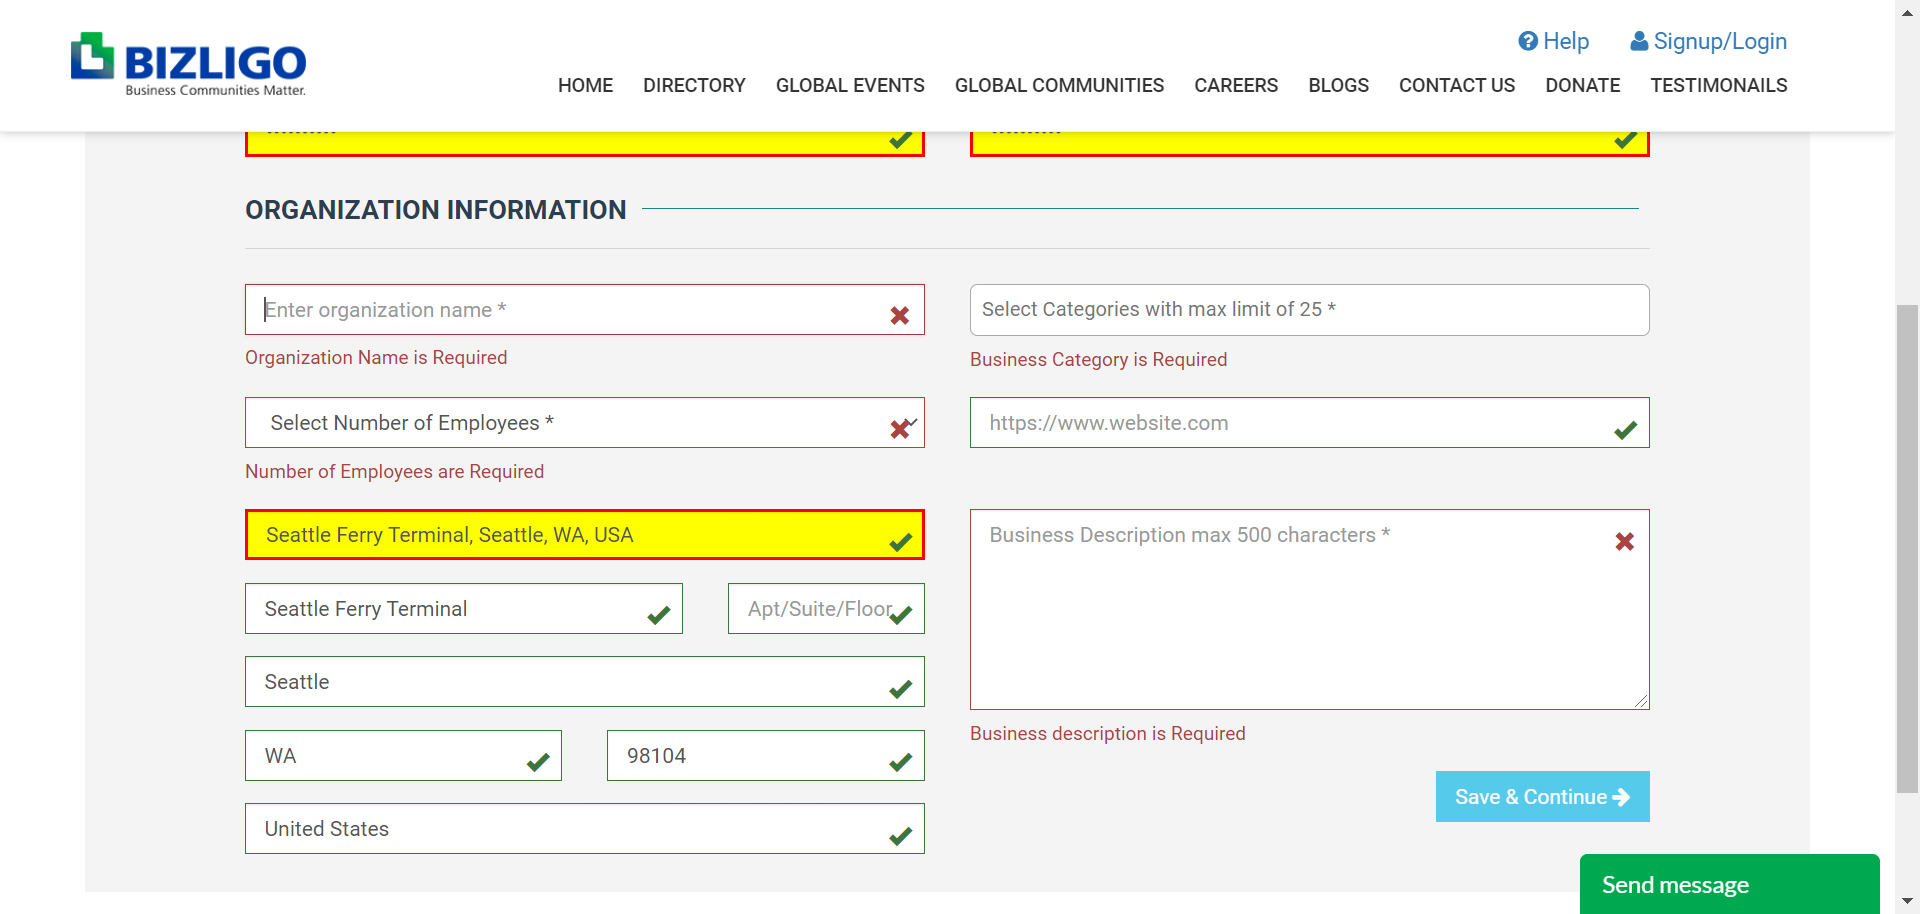 Help Signup/Login
BIZLIGO
Business Communities Matter.
HOME DIRECTORY GLOBAL EVENTS GLOBAL COMMUNITIES CAREERS BLOGS CONTACT US DONATE TESTIMONAILS
ORGANIZATION INFORMATION
Enter organization name *
Select Categories with max limit of 25 *
Organization Name is Required
Business Category is Required
Select Number of Employees *
https://www.website.com
Number of Employees are Required
Seattle Ferry Terminal, Seattle, WA, USA
Business Description max 500 characters *
Seattle Ferry Terminal
Apt/Suite/Floor
Seattle
Business description is Required
WA
98104
Save & Continue
United States
Send message